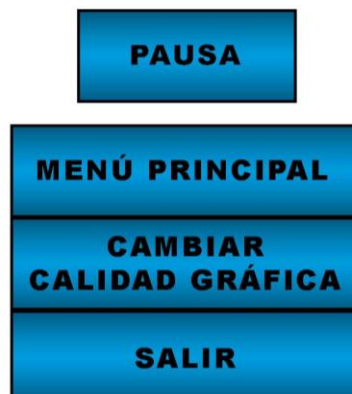 PAUSA
MENÚ PRINCIPAL
CAMBIAR
CALIDAD GRÁFICA
SALIR